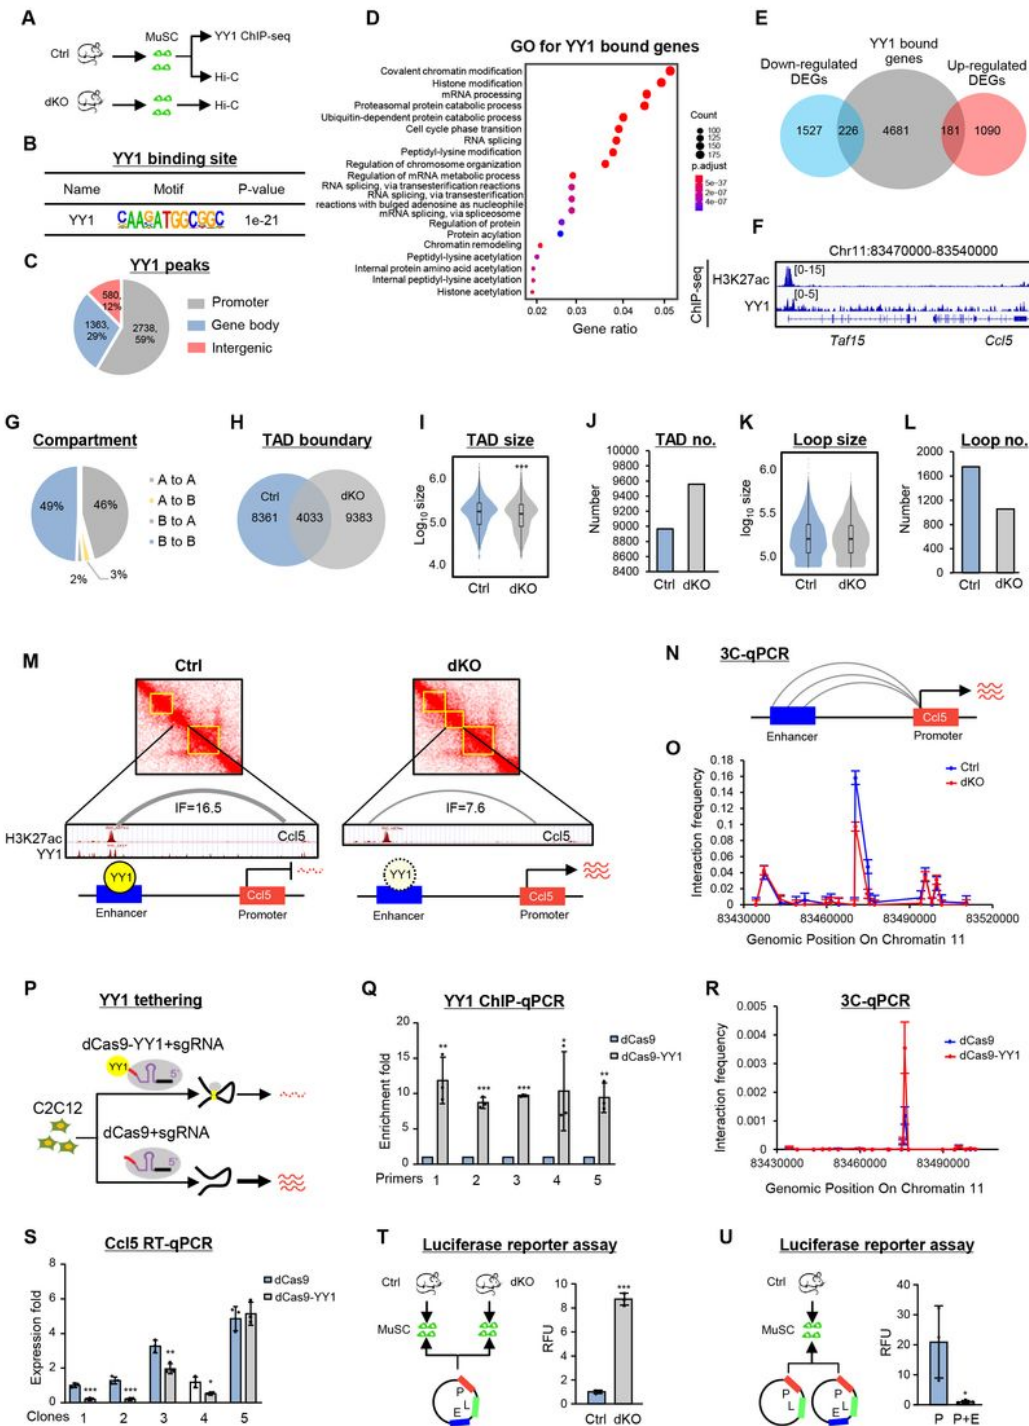 A
Ctrl
MuSC
YY1 ChIP-seq
Hi-C
dKO
Hi-C
B
YY1 binding site
Name Motif P-value
YY1 CAAGATGGCGGC 1e-21
C
YY1 peaks
580, 12%
1363, 29%
2738, 59%
Promoter
Gene body
Intergenic
D
GO for YY1 bound genes
Covalent chromatin modification
Histone modification
mRNA processing
Proteasomal protein catabolic process
Ubiquitin-dependent protein catabolic process
Cell cycle phase transition
RNA splicing
Peptidyl-lysine modification
Regulation of chromosome organization
Regulation of mRNA metabolic process
RNA splicing, via transesterification reactions
RNA splicing, via transesterification
reactions with bulged adenosine as nucleophile
mRNA splicing, via spliceosome
Regulation of protein
Protein acylation
Chromatin remodeling
Peptidyl-lysine acetylation
Internal protein amino acid acetylation
Internal peptidyl-lysine acetylation
Histone acetylation
0.02 0.03 0.04 0.05
Gene ratio
Count
100
125
150
175
p.adjust
5e-37
2e-07
4e-07
E
YY1 bound
genes
Down-regulated
DEGs
Up-regulated
DEGs
1527 226 4681 181 1090
F
Chr11:83470000-83540000
ChIP-seq
H3K27ac [0-15]
YY1 [0-5]
Taf15 Ccl5
G
Compartment
49% 46%
2% 3%
A to A
A to B
B to A
B to B
H
TAD boundary
Ctrl dKO
8361 4033 9383
I
TAD size
***
Log10 size
5.0
4.0
Ctrl dKO
J
TAD no.
Number
10000
9800
9600
9400
9200
9000
8800
8600
8400
Ctrl dKO
K
Loop size
log10 size
6.0
5.5
5.0
Ctrl dKO
L
Loop no.
Number
2000
1600
1200
800
400
0
Ctrl dKO
M
Ctrl dKO
IF=16.5 IF=7.6
H3K27ac
YY1
Ccl5 Ccl5
YY1 YY1
Ccl5 Ccl5
Enhancer Promoter Enhancer Promoter
N
3C-qPCR
Ccl5
Enhancer Promoter
O
Interaction frequency
0.18
0.16
0.14
0.12
0.1
0.08
0.06
0.04
0.02
0
Ctrl
dKO
83430000 83460000 83490000 83520000
Genomic Position On Chromatin 11
P
YY1 tethering
dCas9-YY1+sgRNA
YY1 5'
C2C12
dCas9+sgRNA
5'
Q
YY1 ChIP-qPCR
Enrichment fold
20
15
10
5
0
dCas9
dCas9-YY1
** *** *** * **
Primers 1 2 3 4 5
R
3C-qPCR
Interaction frequency
0.005
0.004
0.003
0.002
0.001
0
dCas9
dCas9-YY1
83430000 83460000 83490000
Genomic Position On Chromatin 11
S
Ccl5 RT-qPCR
Expression fold
8
6
4
2
0
dCas9
dCas9-YY1
*** *** ** *
Clones 1 2 3 4 5
T
Luciferase reporter assay
Ctrl dKO
MuSC
P
L
E
RFU
10
8
6
4
2
0
***
Ctrl dKO
U
Luciferase reporter assay
Ctrl
MuSC
P
L
P
L
E
RFU
40
30
20
10
0
*
P P+E